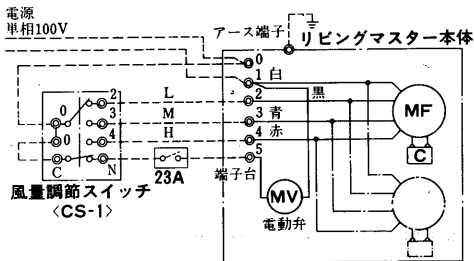 電源
単相100V
アース端子
リビングマスター本体
0
1 白
2 黒
3 青
4 赤
5
端子台
L
M
H
0
0
2
3
4
C
N
23A
風量調節スイッチ
<CS-1>
MF
C
MV
電動弁